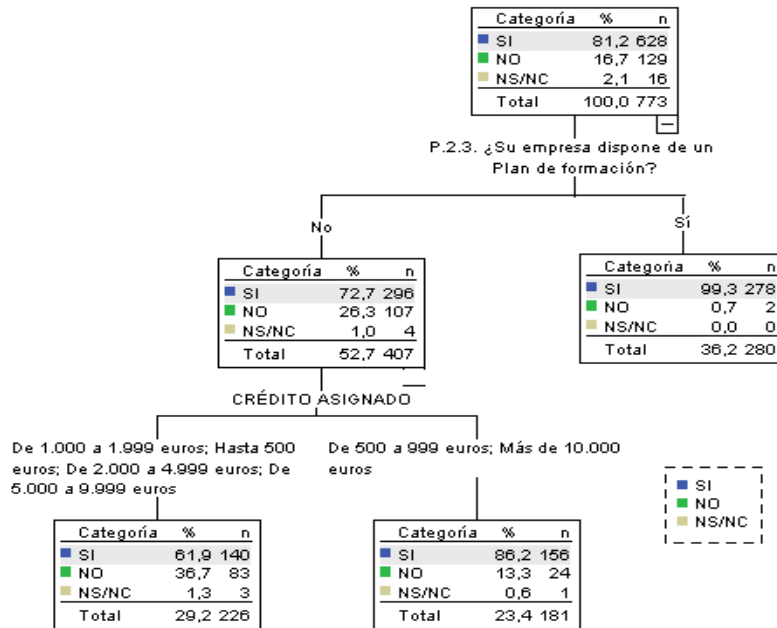 Categoría % n
SI 81,2 628
NO 16,7 129
NS/NC 2,1 16
Total 100,0 773
P.2.3. ¿Su empresa dispone de un
Plan de formación?
No
Sí
Categoría % n
SI 72,7 296
NO 26,3 107
NS/NC 1,0 4
Total 52,7 407
Categoría % n
SI 99,3 278
NO 0,7 2
NS/NC 0,0 0
Total 36,2 280
CRÉDITO ASIGNADO
De 1.000 a 1.999 euros; Hasta 500
euros; De 2.000 a 4.999 euros; De
5.000 a 9.999 euros
De 500 a 999 euros; Más de 10.000
euros
SI
NO
NS/NC
Categoría % n
SI 61,9 140
NO 36,7 83
NS/NC 1,3 3
Total 29,2 226
Categoría % n
SI 86,2 156
NO 13,3 24
NS/NC 0,6 1
Total 23,4 181